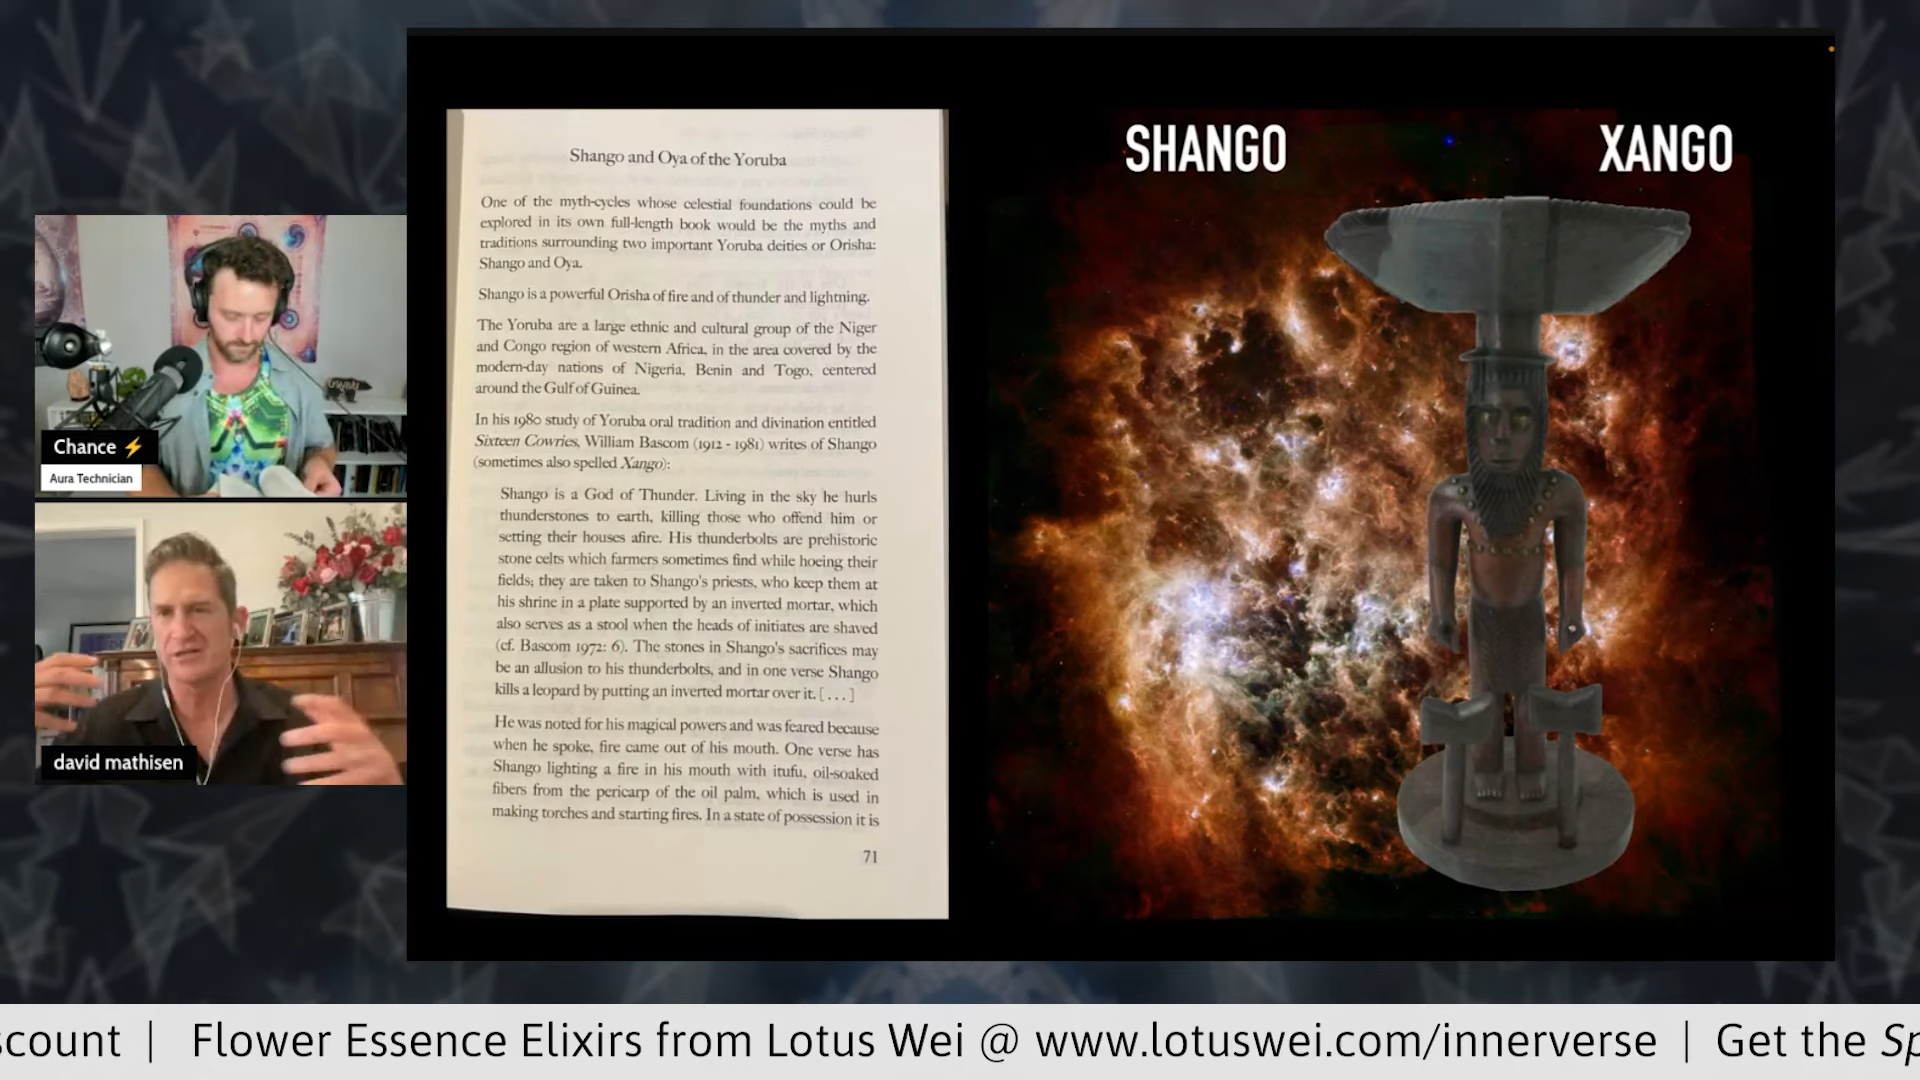 Shango and Oya of the Yoruba
One of the myth-cycles whose celestial foundations could be
explored in its own full-length book would be the myths and
traditions surrounding two important Yoruba deities or Orisha:
Shango and Oya.
Shango is a powerful Orisha of fire and of thunder and lightning.
The Yoruba are a large ethnic and cultural group of the Niger
and Congo region of western Africa, in the area covered by the
modern-day nations of Nigeria, Benin and Togo, centered
around the Gulf of Guinea.
In his 1980 study of Yoruba oral tradition and divination entitled
Sixteen Cowries, William Bascom (1912 - 1981) writes of Shango
(sometimes also spelled Xango):
Shango is a God of Thunder. Living in the sky he hurls
thunderstones to earth, killing those who offend him or
setting their houses afire. His thunderbolts are prehistoric
stone celts which farmers sometimes find while hoeing their
fields; they are taken to Shango's priests, who keep them at
his shrine in a plate supported by an inverted mortar, which
also serves as a stool when the heads of initiates are shaved
(cf. Bascom 1972: 6). The stones in Shango's sacrifices may
be an allusion to his thunderbolts, and in one verse Shango
kills a leopard by putting an inverted mortar over it. [ . . . ]
He was noted for his magical powers and was feared because
when he spoke, fire came out of his mouth. One verse has
Shango lighting a fire in his mouth with itufu, oil-soaked
fibers from the pericarp of the oil palm, which is used in
making torches and starting fires. In a state of possession it is
71
SHANGO
XANGO
Chance ⚡
Aura Technician
david mathisen
scount | Flower Essence Elixirs from Lotus Wei @ www.lotuswei.com/innerverse | Get the Sp